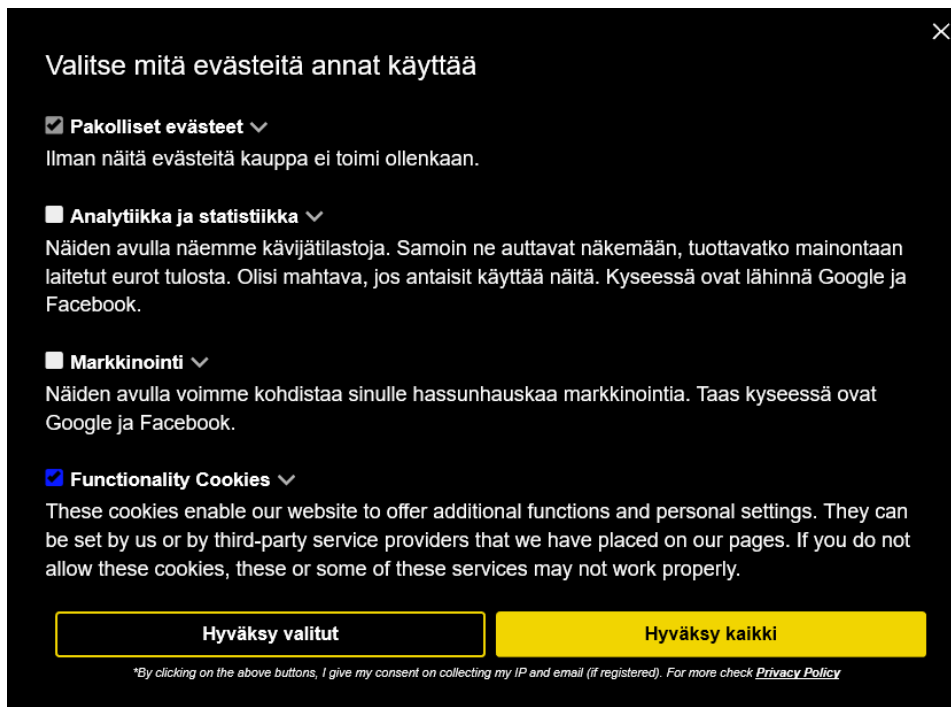 Valitse mitä evästeitä annat käyttää
Pakolliset evästeet
Ilman näitä evästeitä kauppa ei toimi ollenkaan.
Analytiikka ja statistiikka
Näiden avulla näemme kävijätilastoja. Samoin ne auttavat näkemään, tuottavatko mainontaan
laitetut eurot tulosta. Olisi mahtava, jos antaisit käyttää näitä. Kyseessä ovat lähinnä Google ja
Facebook.
Markkinointi
Näiden avulla voimme kohdistaa sinulle hassunhauskaa markkinointia. Taas kyseessä ovat
Google ja Facebook.
Functionality Cookies
These cookies enable our website to offer additional functions and personal settings. They can
be set by us or by third-party service providers that we have placed on our pages. If you do not
allow these cookies, these or some of these services may not work properly.
Hyväksy valitut
Hyväksy kaikki
*By clicking on the above buttons, I give my consent on collecting my IP and email (if registered). For more check Privacy Policy